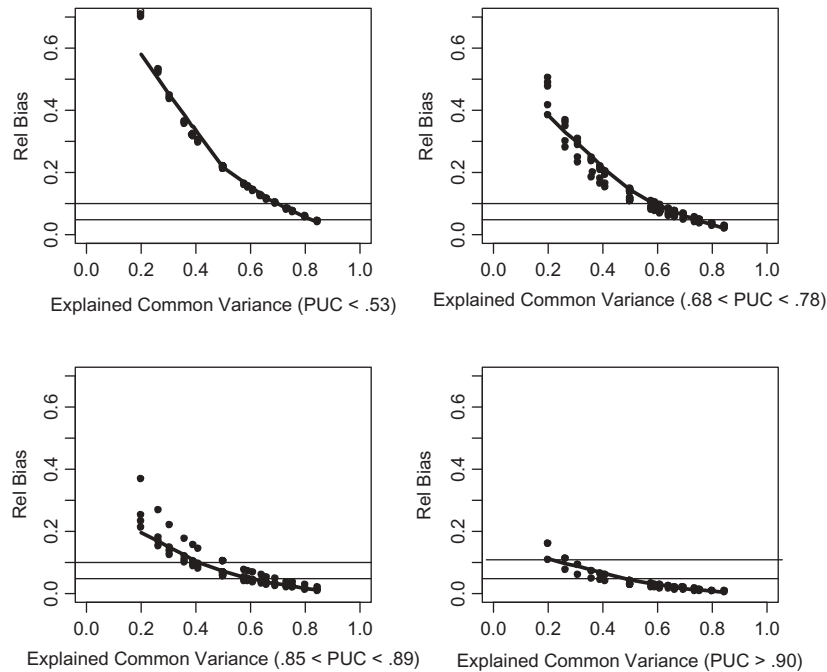 Rel Bias
0.0 0.2 0.4 0.6
0.0 0.2 0.4 0.6 0.8 1.0
Explained Common Variance (PUC < .53)
Rel Bias
0.0 0.2 0.4 0.6
0.0 0.2 0.4 0.6 0.8 1.0
Explained Common Variance (.68 < PUC < .78)
Rel Bias
0.0 0.2 0.4 0.6
0.0 0.2 0.4 0.6 0.8 1.0
Explained Common Variance (.85 < PUC < .89)
Rel Bias
0.0 0.2 0.4 0.6
0.0 0.2 0.4 0.6 0.8 1.0
Explained Common Variance (PUC > .90)